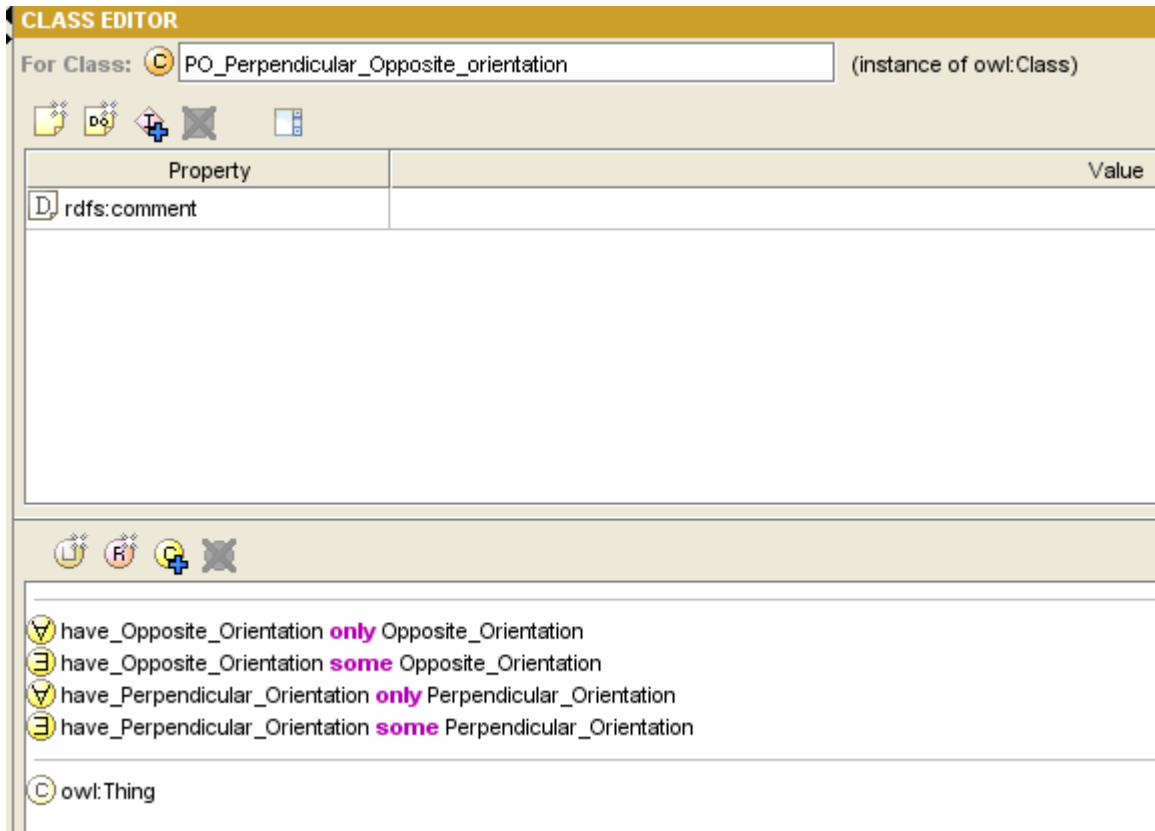 CLASS EDITOR
For Class: C PO_Perpendicular_Opposite_orientation (instance of owl:Class)
Property Value
D rdfs:comment
∀ have_Opposite_Orientation only Opposite_Orientation
∃ have_Opposite_Orientation some Opposite_Orientation
∀ have_Perpendicular_Orientation only Perpendicular_Orientation
∃ have_Perpendicular_Orientation some Perpendicular_Orientation
C owl:Thing